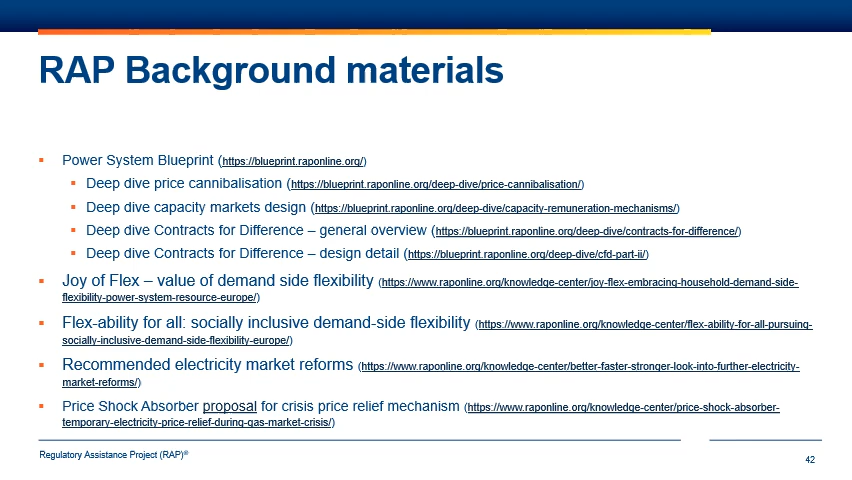 RAP Background materials
▪ Power System Blueprint (https://blueprint.raponline.org/)
▪ Deep dive price cannibalisation (https://blueprint.raponline.org/deep-dive/price-cannibalisation/)
▪ Deep dive capacity markets design (https://blueprint.raponline.org/deep-dive/capacity-remuneration-mechanisms/)
▪ Deep dive Contracts for Difference – general overview (https://blueprint.raponline.org/deep-dive/contracts-for-difference/)
▪ Deep dive Contracts for Difference – design detail (https://blueprint.raponline.org/deep-dive/cfd-part-ii/)
▪ Joy of Flex – value of demand side flexibility (https://www.raponline.org/knowledge-center/joy-flex-embracing-household-demand-side-
flexibility-power-system-resource-europe/)
▪ Flex-ability for all: socially inclusive demand-side flexibility (https://www.raponline.org/knowledge-center/flex-ability-for-all-pursuing-
socially-inclusive-demand-side-flexibility-europe/)
▪ Recommended electricity market reforms (https://www.raponline.org/knowledge-center/better-faster-stronger-look-into-further-electricity-
market-reforms/)
▪ Price Shock Absorber proposal for crisis price relief mechanism (https://www.raponline.org/knowledge-center/price-shock-absorber-
temporary-electricity-price-relief-during-gas-market-crisis/)
Regulatory Assistance Project (RAP)®
42